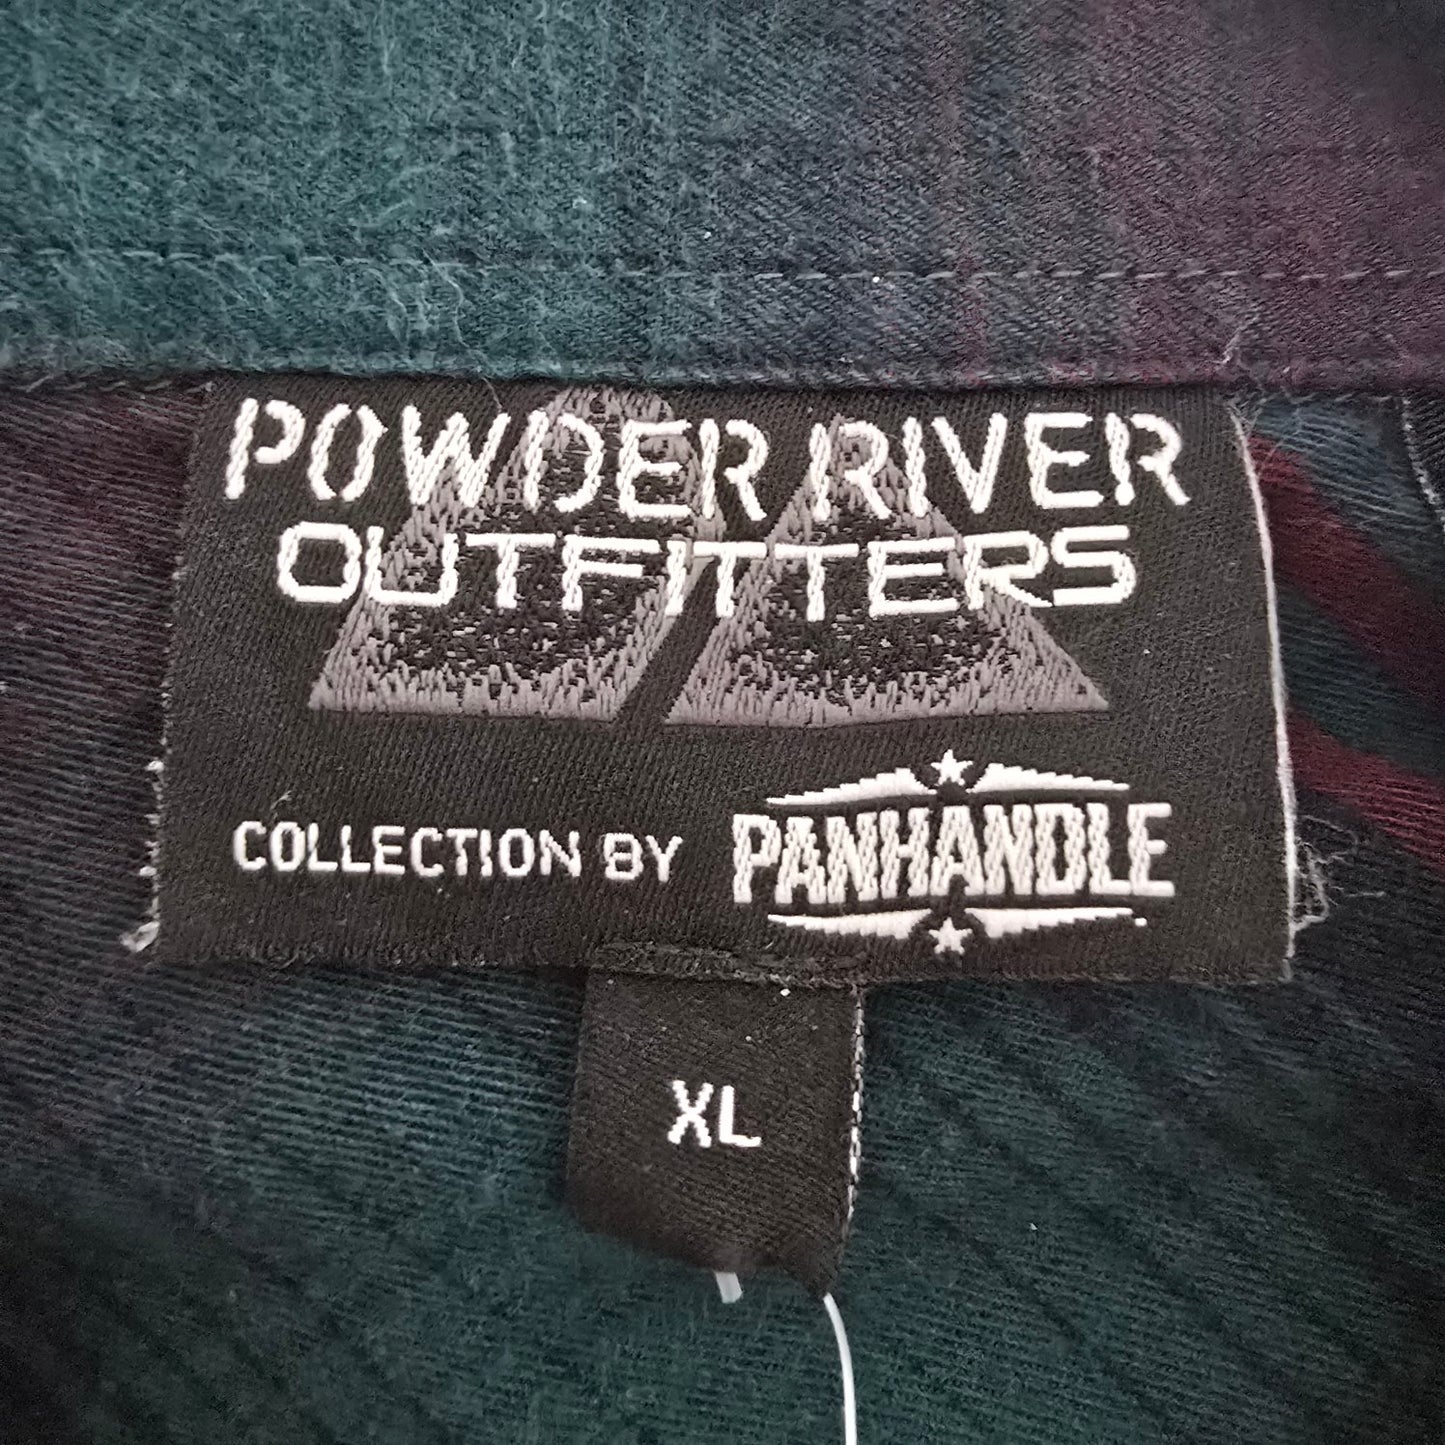 POWDER RIVER
OUTFITTERS
COLLECTION BY PANHANDLE
XL